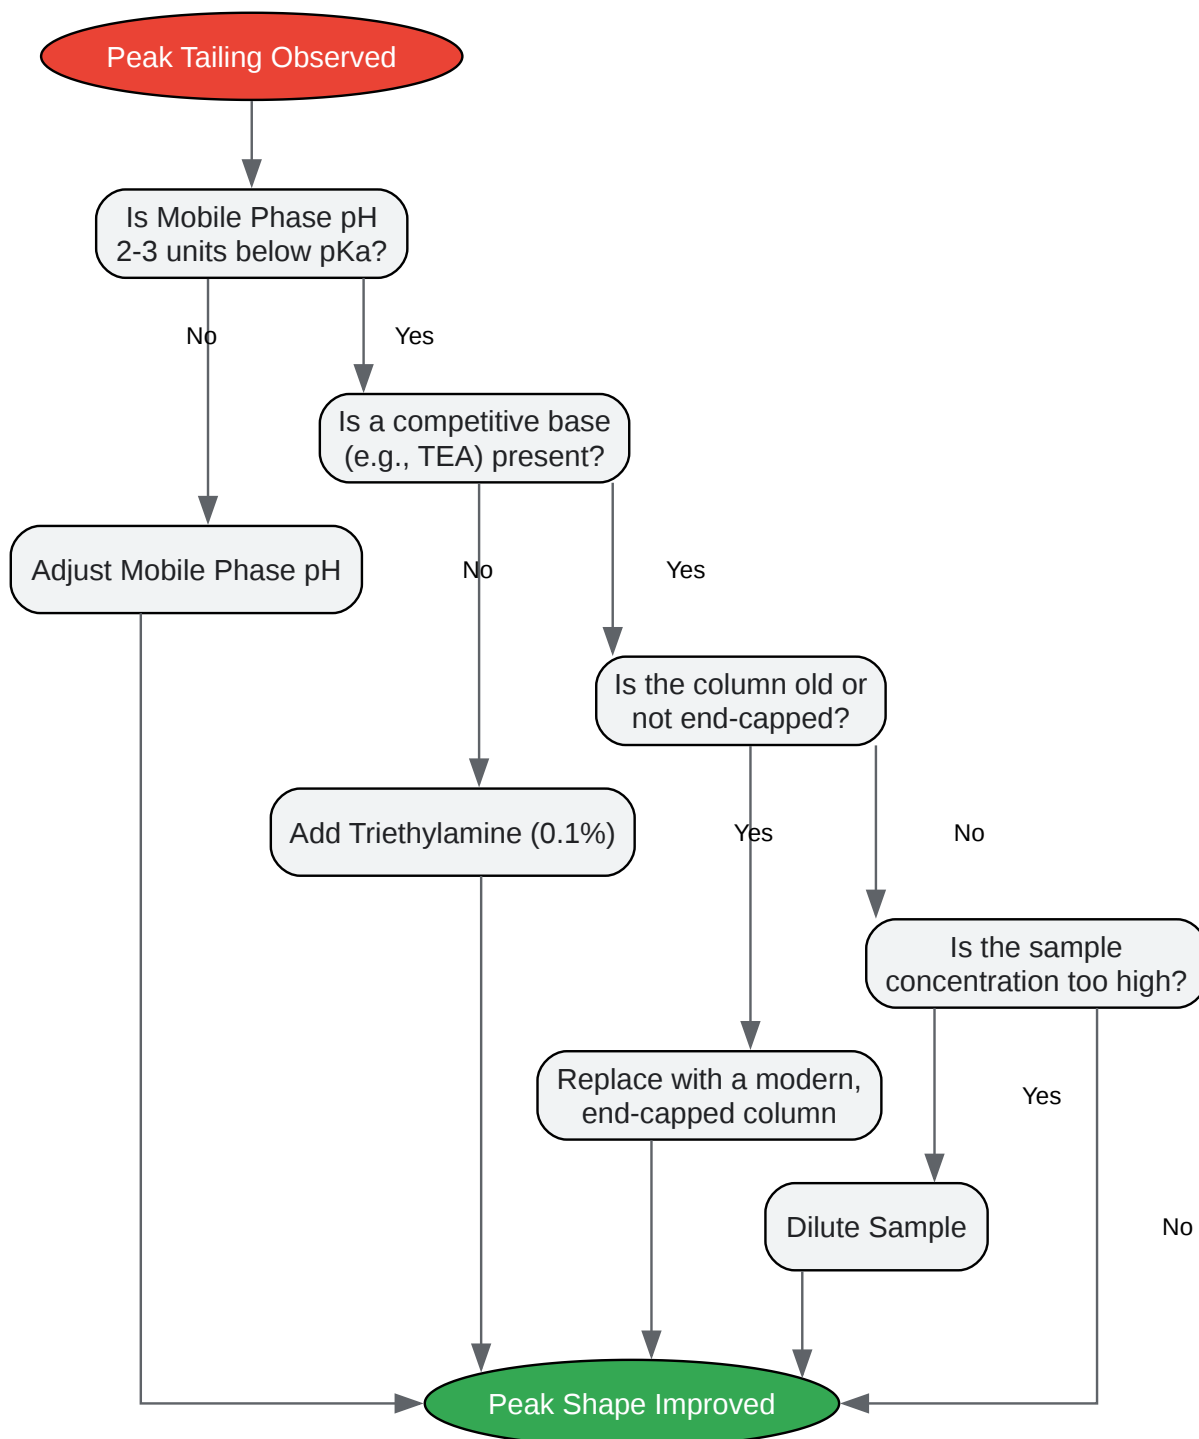 Peak Tailing Observed
Is Mobile Phase pH
2-3 units below pKa?
No
Yes
Is a competitive base
(e.g., TEA) present?
Adjust Mobile Phase pH
No
Yes
Is the column old or
not end-capped?
Add Triethylamine (0.1%)
Yes
No
Is the sample
concentration too high?
Replace with a modern,
end-capped column
Yes
Dilute Sample
No
Peak Shape Improved